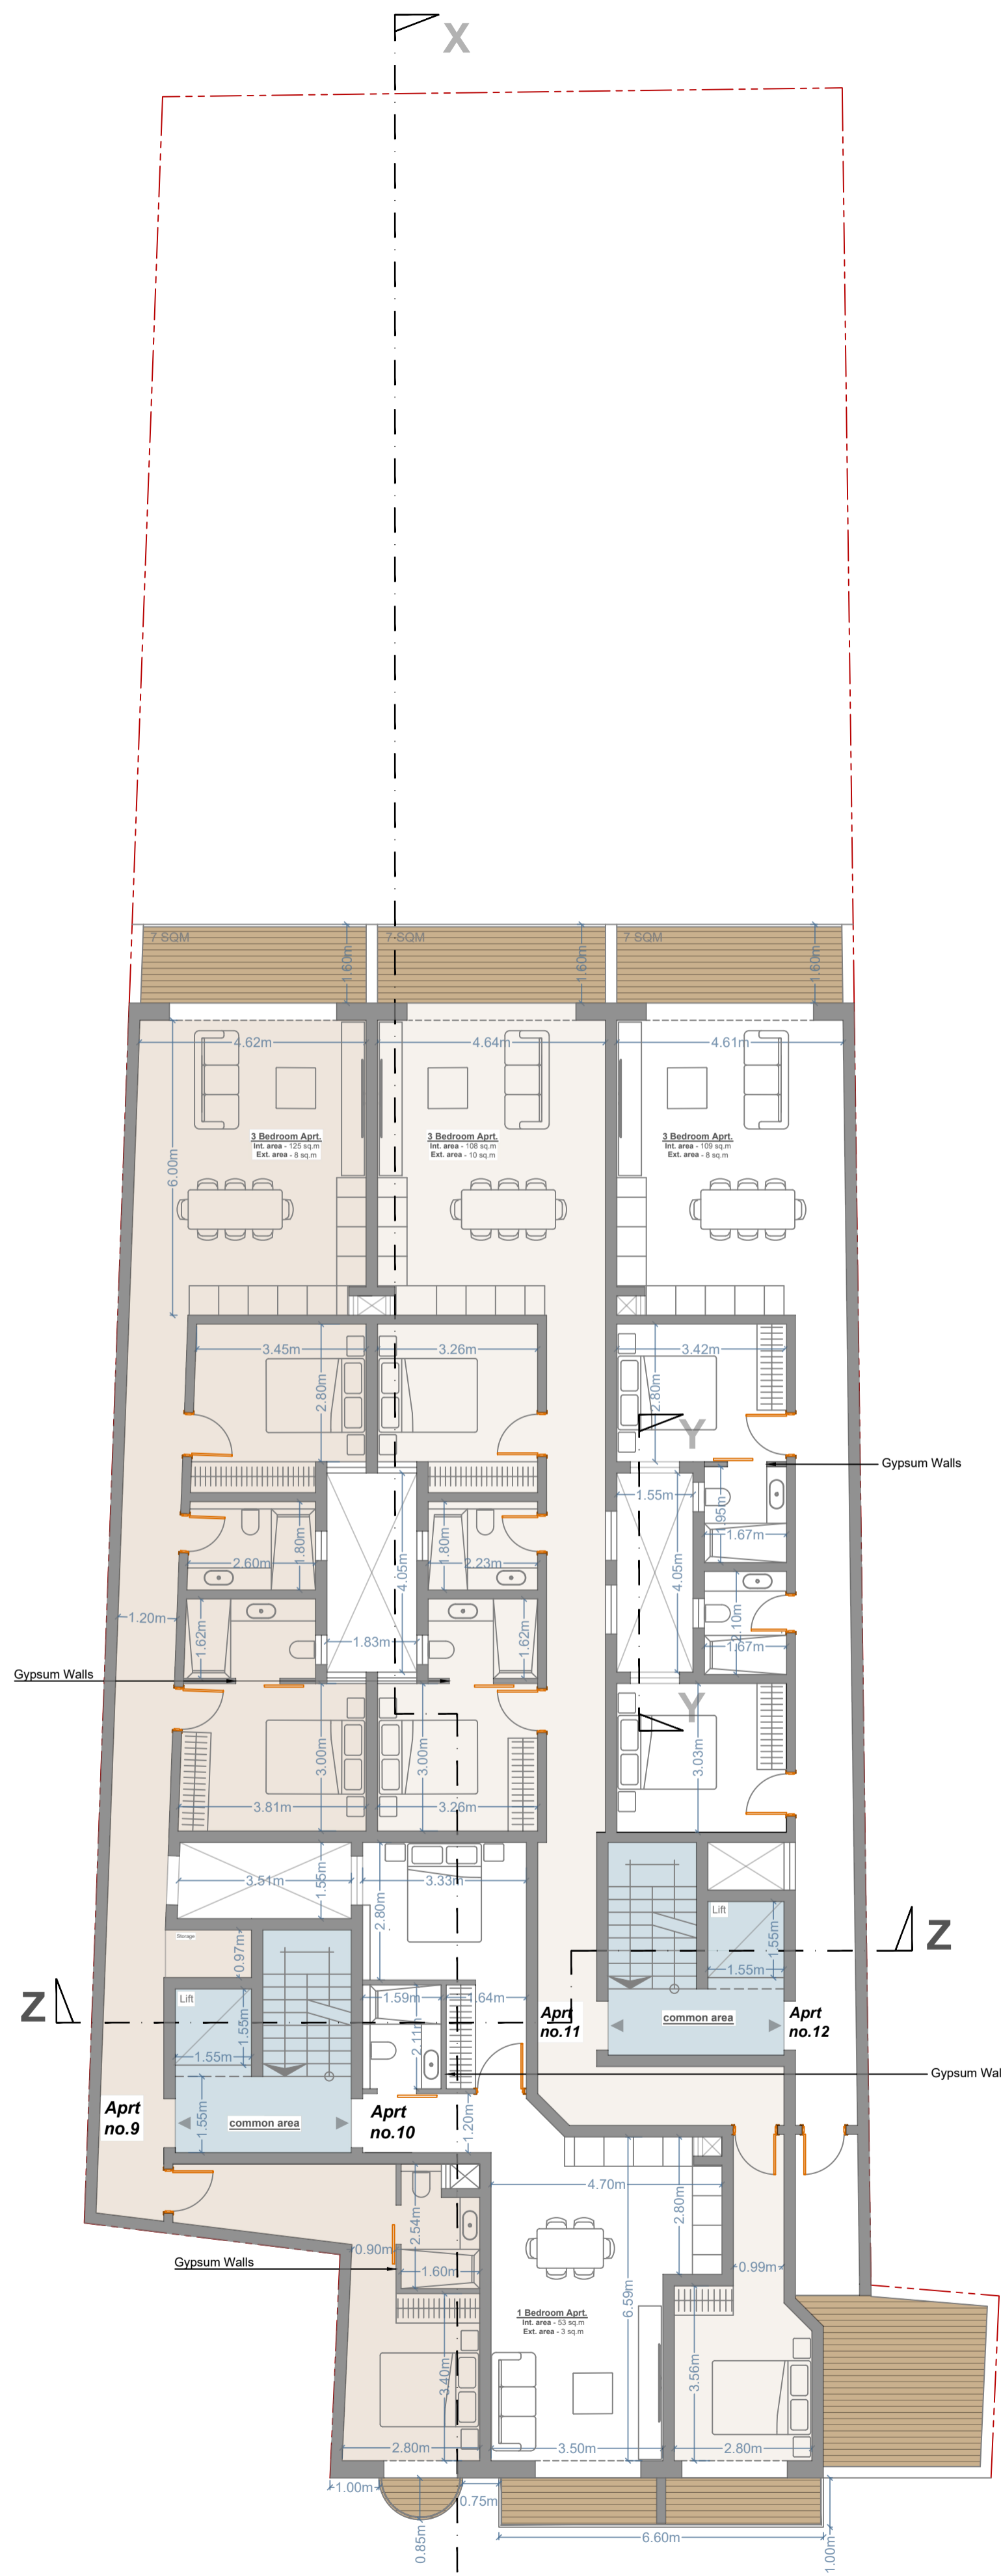 X
7 SQM
7 SQM
7 SQM
1.60m
1.60m
1.60m
4.62m
4.64m
4.61m
6.00m
3 Bedroom Aprt.
Int. area - 125 sq.m
Ext. area - 8 sq.m
3 Bedroom Aprt.
Int. area - 108 sq.m
Ext. area - 10 sq.m
3 Bedroom Aprt.
Int. area - 109 sq.m
Ext. area - 8 sq.m
3.45m
3.26m
3.42m
2.80m
2.80m
Y
Gypsum Walls
1.55m
1.95m
1.67m
1.80m
1.80m
4.05m
4.05m
2.60m
2.23m
2.10m
1.67m
1.20m
1.62m
1.62m
1.83m
Gypsum Walls
Y
3.00m
3.00m
3.03m
3.81m
3.26m
3.51m
1.55m
3.33m
2.80m
Storage
0.97m
Lift
1.55m
1.55m
Z
Z
Lift
1.55m
1.55m
1.59m
1.64m
2.11m
Aprt
no.11
common area
Aprt
no.12
Gypsum Wal
1.55m
Aprt
no.9
common area
Aprt
no.10
1.20m
4.70m
2.80m
2.54m
0.90m
1.60m
Gypsum Walls
0.99m
6.59m
1 Bedroom Aprt.
Int. area - 53 sq.m
Ext. area - 3 sq.m
3.40m
3.56m
2.80m
3.50m
2.80m
1.00m
0.75m
0.85m
6.60m
1.00m